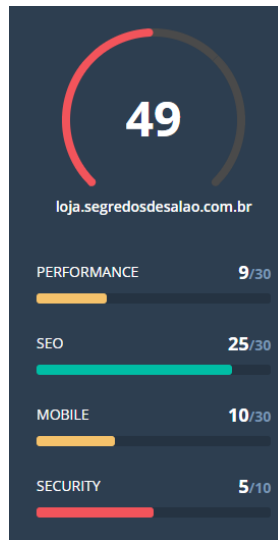 49
loja.segredosdesalao.com.br
PERFORMANCE 9/30
SEO 25/30
MOBILE 10/30
SECURITY 5/10